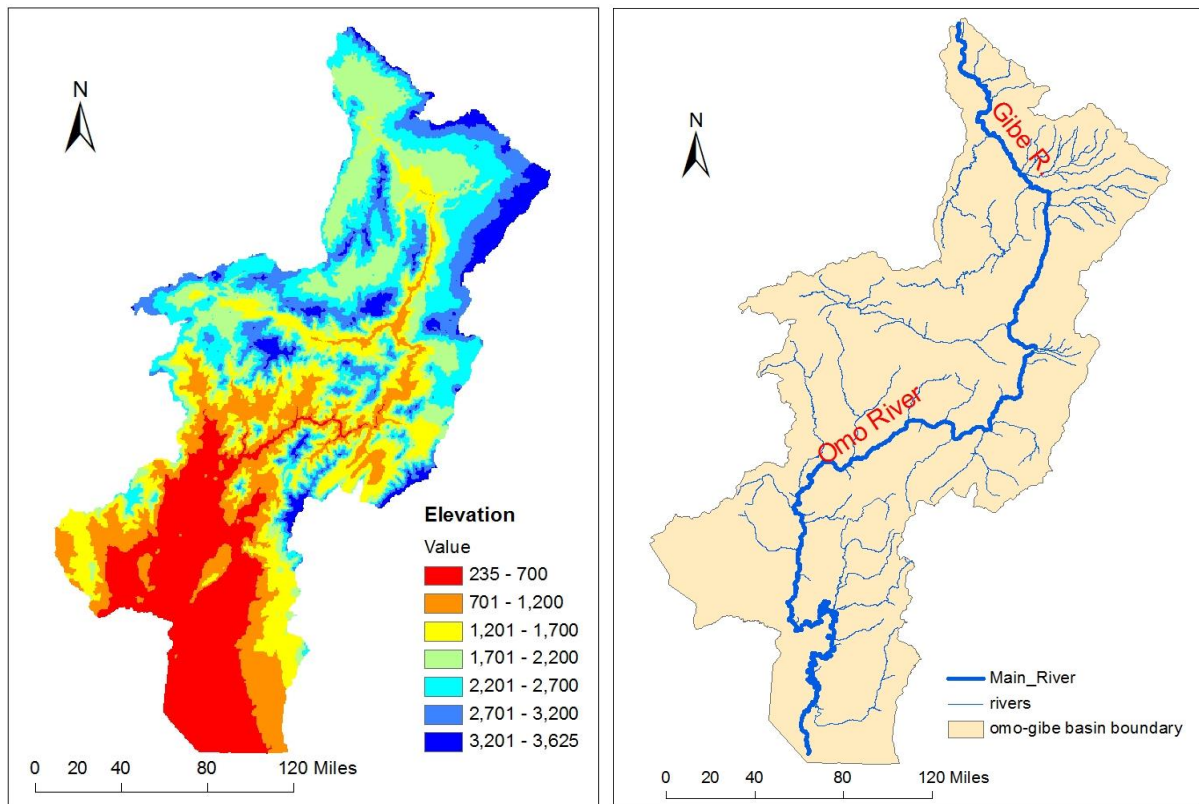 N
Elevation
Value
235 - 700
701 - 1,200
1,201 - 1,700
1,701 - 2,200
2,201 - 2,700
2,701 - 3,200
3,201 - 3,625
0 20 40 80 120 Miles
N
Gibe R.
Omo River
Main_River
rivers
omo-gibe basin boundary
0 20 40 80 120 Miles